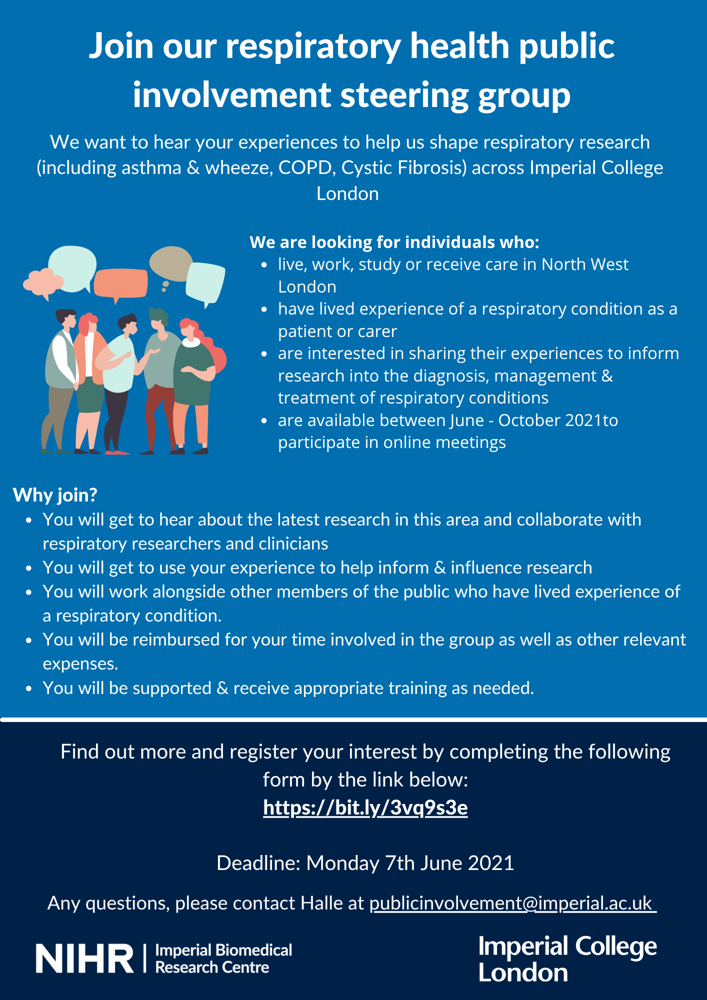 Join our respiratory health public
involvement steering group
We want to hear your experiences to help us shape respiratory research
(including asthma & wheeze, COPD, Cystic Fibrosis) across Imperial College
London
We are looking for individuals who:
• live, work, study or receive care in North West
London
• have lived experience of a respiratory condition as a
patient or carer
• are interested in sharing their experiences to inform
research into the diagnosis, management &
treatment of respiratory conditions
• are available between June - October 2021to
participate in online meetings
Why join?
• You will get to hear about the latest research in this area and collaborate with
respiratory researchers and clinicians
• You will get to use your experience to help inform & influence research
• You will work alongside other members of the public who have lived experience of
a respiratory condition.
• You will be reimbursed for your time involved in the group as well as other relevant
expenses.
• You will be supported & receive appropriate training as needed.
Find out more and register your interest by completing the following
form by the link below:
https://bit.ly/3vq9s3e
Deadline: Monday 7th June 2021
Any questions, please contact Halle at publicinvolvement@imperial.ac.uk
NIHR | Imperial Biomedical
Research Centre
Imperial College
London